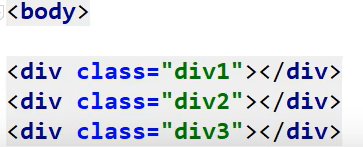 <body>
<div class="div1"></div>
<div class="div2"></div>
<div class="div3"></div>